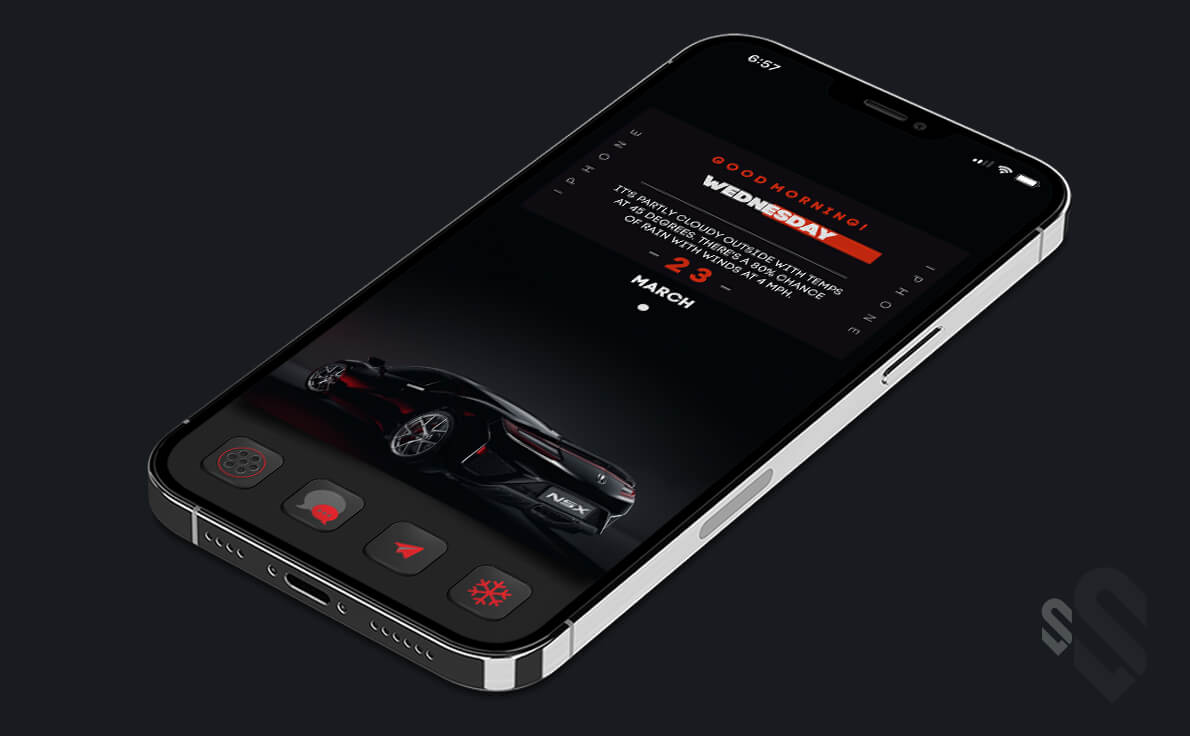 6:57
IPHONE
GOOD MORNING!
WEDNESDAY
IT'S PARTLY CLOUDY OUTSIDE WITH TEMPS
AT 45 DEGREES. THERE'S A 80% CHANCE
OF RAIN WITH WINDS AT 4 MPH.
- 23 -
MARCH
IPHONE
NSX